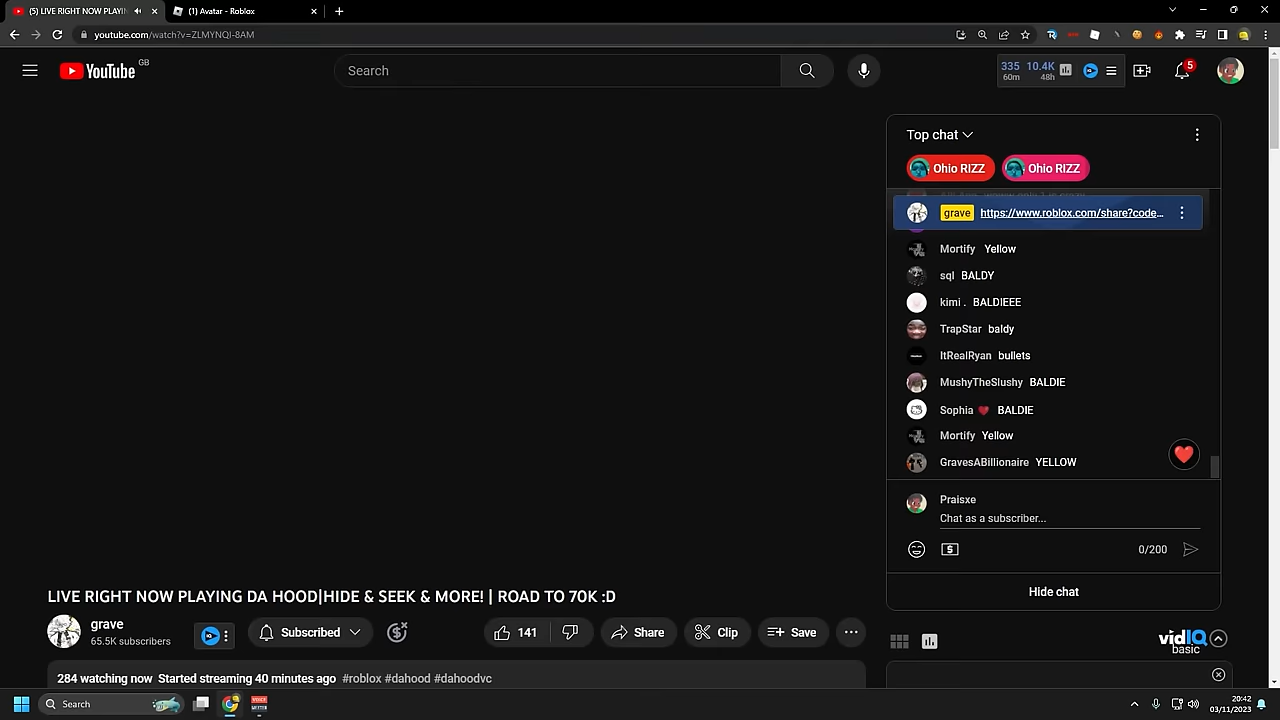 (5) LIVE RIGHT NOW PLAYIN
(1) Avatar - Roblox
youtube.com/watch?v=ZLMYNQI-8AM
YouTube GB
Search
335 10.4K
60m 48h
5
Top chat
Ohio RIZZ Ohio RIZZ
grave https://www.roblox.com/share?code...
Mortify Yellow
sql BALDY
kimi . BALDIEEE
TrapStar baldy
ItRealRyan bullets
MushyTheSlushy BALDIE
Sophia ❤️ BALDIE
Mortify Yellow
GravesABillionaire YELLOW
Praisxe
Chat as a subscriber...
0/200
Hide chat
LIVE RIGHT NOW PLAYING DA HOOD|HIDE & SEEK & MORE! | ROAD TO 70K :D
grave
65.5K subscribers
Subscribed
141
Share
Clip
Save
vidIQ
basic
284 watching now Started streaming 40 minutes ago #roblox #dahood #dahoodvc
Search
20:42
03/11/2023